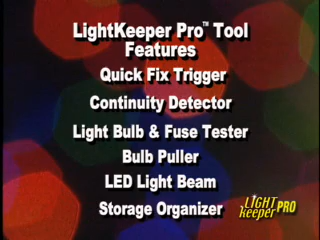 LightKeeper Pro™ Tool
Features
Quick Fix Trigger
Continuity Detector
Light Bulb & Fuse Tester
Bulb Puller
LED Light Beam
Storage Organizer
LIGHT
keeper PRO